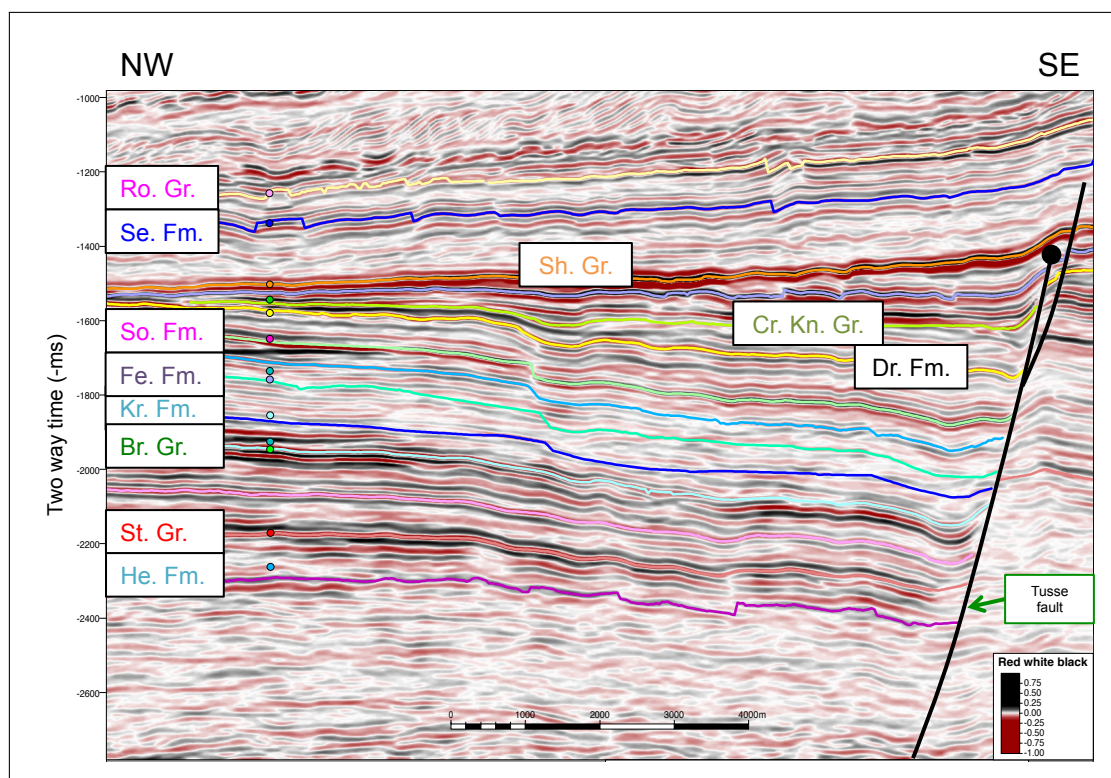 NW
SE
Two way time (-ms)
-1000
-1200
-1400
-1600
-1800
-2000
-2200
-2400
-2600
Ro. Gr.
Se. Fm.
Sh. Gr.
Cr. Kn. Gr.
So. Fm.
Dr. Fm.
Fe. Fm.
Kr. Fm.
Br. Gr.
St. Gr.
He. Fm.
Tusse
fault
Red white black
0.75
0.50
0.25
0.00
-0.25
-0.50
-0.75
-1.00
0 1000 2000 3000 4000m